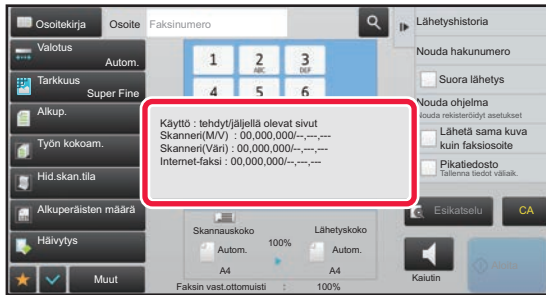 Osoitekirja
Osoite
Faksinumero
Lähetyshistoria
Valotus
Autom.
1
2
ABC
3
DEF
Nouda hakunumero
Tarkkuus
Super Fine
4
5
6
Suora lähetys
Nouda ohjelma
Nouda rekisteröidyt asetukset
Alkup.
Käyttö : tehdyt/jäljellä olevat sivut
Skanneri(M/V) : 00,000,000/--,---,---
Skanneri(Väri) : 00,000,000/--,---,---
Internet-faksi : 00,000,000/--,---,---
Lähetä sama kuva
kuin faksiosoite
Työn kokoam.
Pikatiedosto
Tallenna tiedot väliaik.
Hid.skan.tila
Alkuperäisten määrä
Esikatselu
CA
Skannauskoko
Lähetyskoko
Häivytys
Autom.
100%
Autom.
A4
A4
Muut
Kaiutin
Aloita
Faksin vast.ottomuisti : 100%